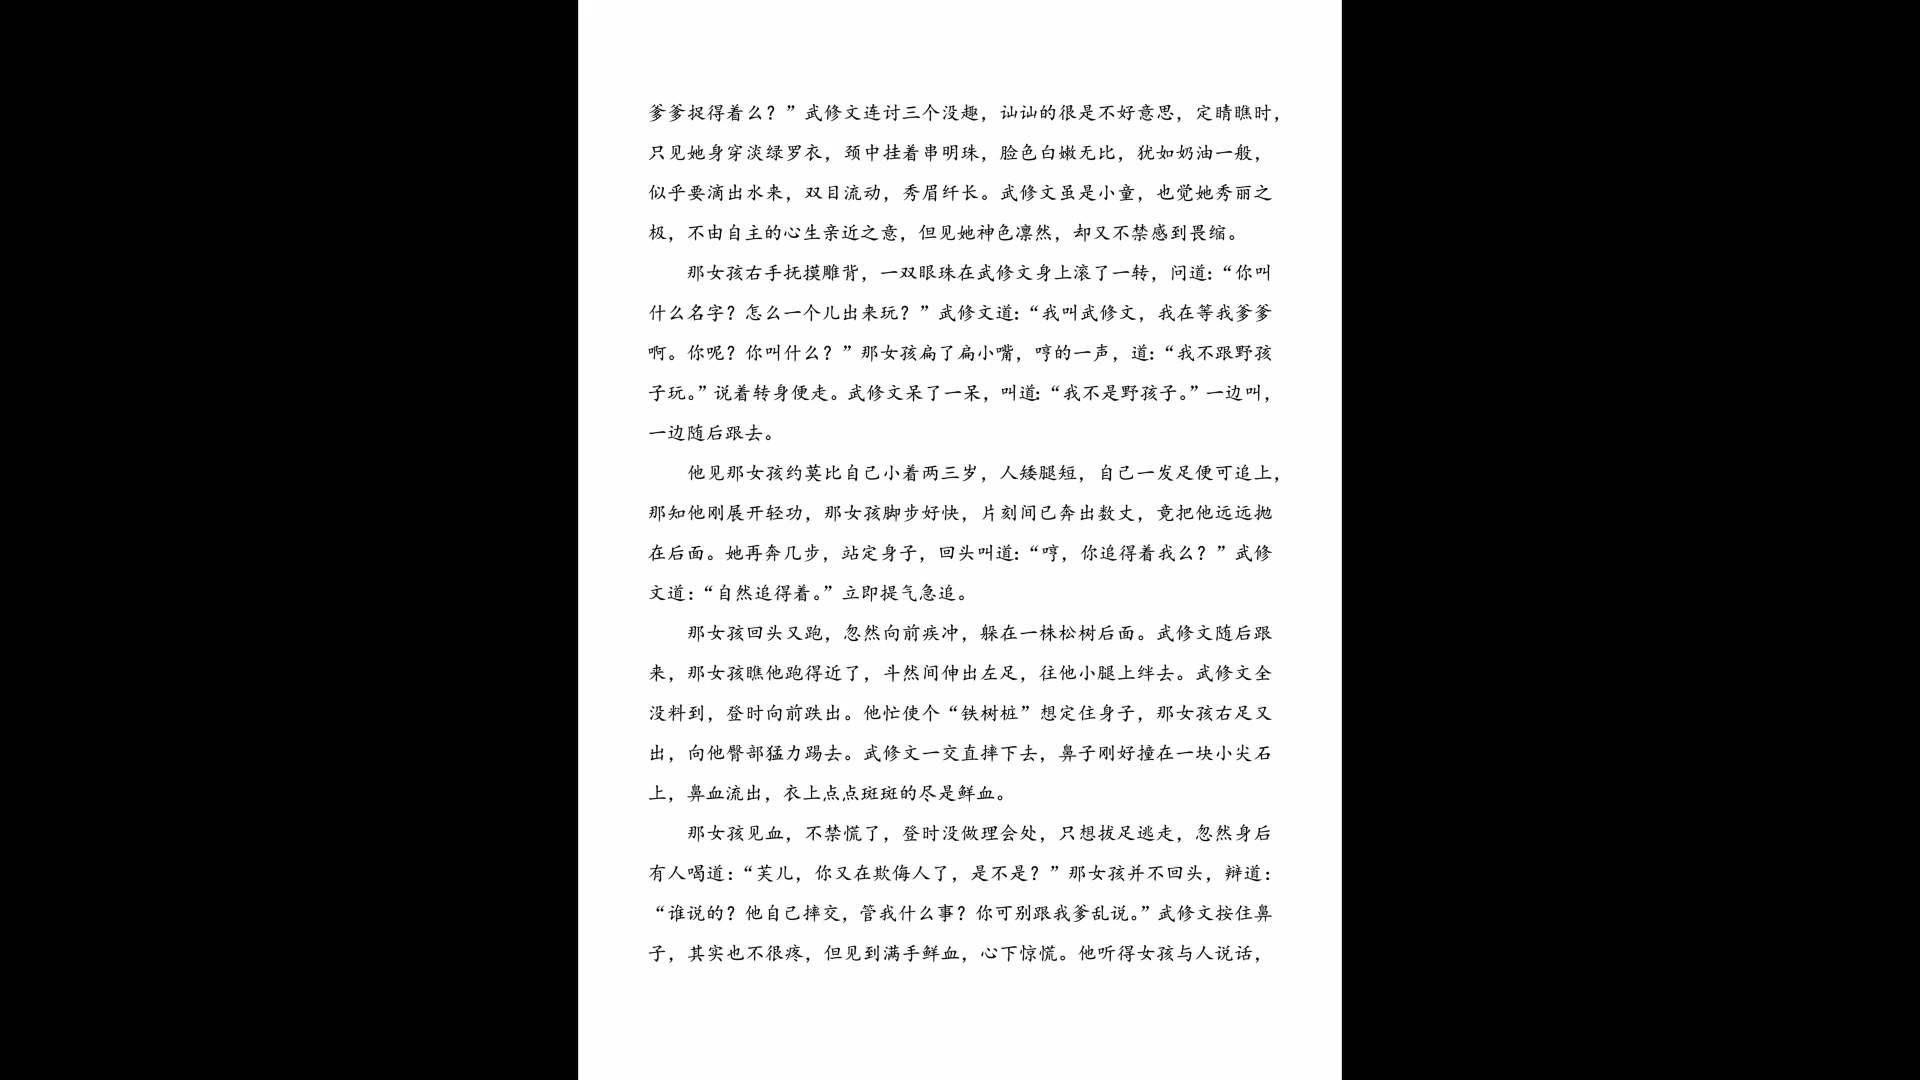 爹爹捉得着么？”武修文连讨三个没趣，讪讪的很是不好意思，定睛瞧时，
只见她身穿淡绿罗衣，颈中挂着串明珠，脸色白嫩无比，犹如奶油一般，
似乎要滴出水来，双目流动，秀眉纤长。武修文虽是小童，也觉她秀丽之
极，不由自主的心生亲近之意，但见她神色凛然，却又不禁感到畏缩。
那女孩右手抚摸雕背，一双眼珠在武修文身上滚了一转，问道：“你叫
什么名字？怎么一个儿出来玩？”武修文道：“我叫武修文，我在等我爹爹
啊。你呢？你叫什么？”那女孩扁了扁小嘴，哼的一声，道：“我不跟野孩
子玩。”说着转身便走。武修文呆了一呆，叫道：“我不是野孩子。”一边叫，
一边随后跟去。
他见那女孩约莫比自己小着两三岁，人矮腿短，自己一发足便可追上，
那知他刚展开轻功，那女孩脚步好快，片刻间已奔出数丈，竟把他远远抛
在后面。她再奔几步，站定身子，回头叫道：“哼，你追得着我么？”武修
文道：“自然追得着。”立即提气急追。
那女孩回头又跑，忽然向前疾冲，躲在一株松树后面。武修文随后跟
来，那女孩瞧他跑得近了，斗然间伸出左足，往他小腿上绊去。武修文全
没料到，登时向前跌出。他忙使个“铁树桩”想定住身子，那女孩右足又
出，向他臀部猛力踢去。武修文一交直摔下去，鼻子刚好撞在一块小尖石
上，鼻血流出，衣上点点斑斑的尽是鲜血。
那女孩见血，不禁慌了，登时没做理会处，只想拔足逃走，忽然身后
有人喝道：“芙儿，你又在欺侮人了，是不是？”那女孩并不回头，辩道：
“谁说的？他自己摔交，管我什么事？你可别跟我爹乱说。”武修文按住鼻
子，其实也不很疼，但见到满手鲜血，心下惊慌。他听得女孩与人说话，